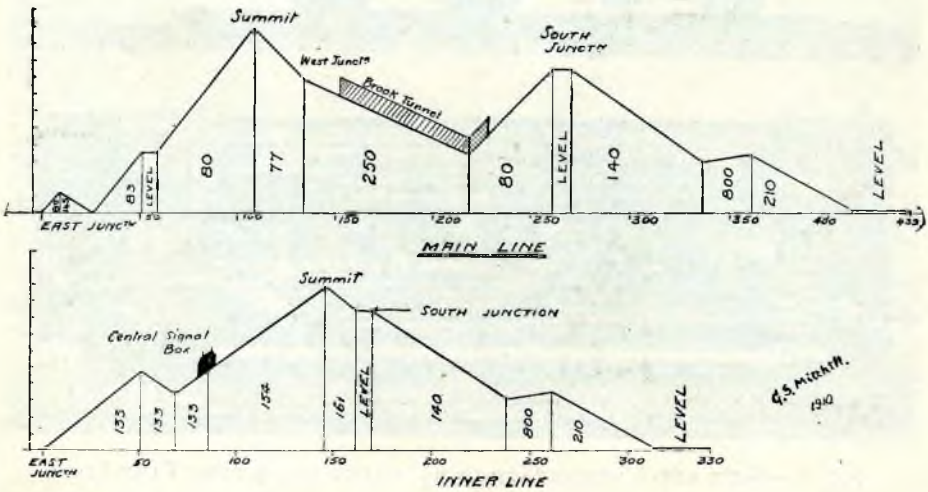 Summit
West Junctn
Brook Tunnel
SOUTH
JUNCTN
83
LEVEL
80
77
250
80
LEVEL
140
800
210
LEVEL
EAST JUNCTN
50
100
150
200
250
300
350
400
433
MAIN LINE
Summit
SOUTH JUNCTION
Central Signal
Box
133
133
133
154
161
LEVEL
140
800
210
LEVEL
EAST
JUNCTN
50
100
150
200
250
300
330
INNER LINE
1910